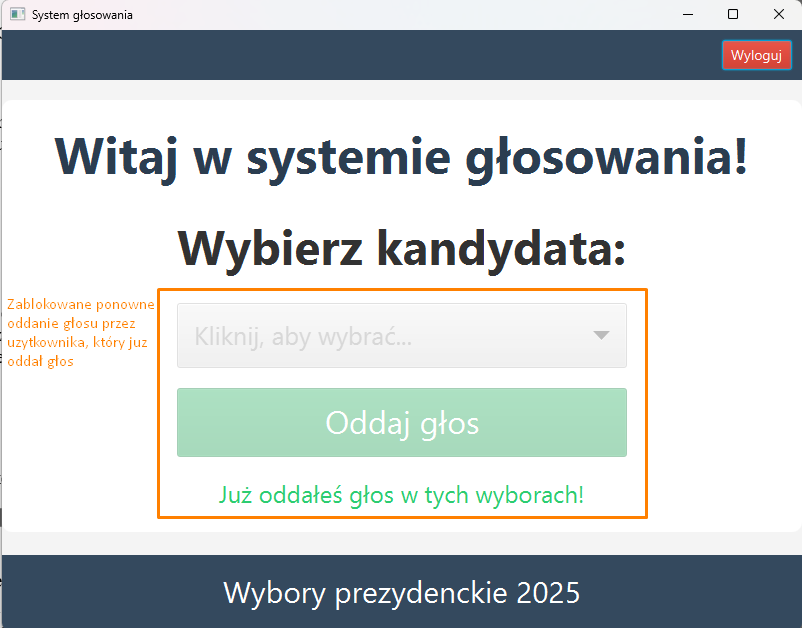 System głosowania
Wyloguj
Witaj w systemie głosowania!
Wybierz kandydata:
Zablokowane ponowne
oddanie głosu przez
uzytkownika, który juz
oddał głos
Kliknij, aby wybrać...
Oddaj głos
Już oddałeś głos w tych wyborach!
Wybory prezydenckie 2025